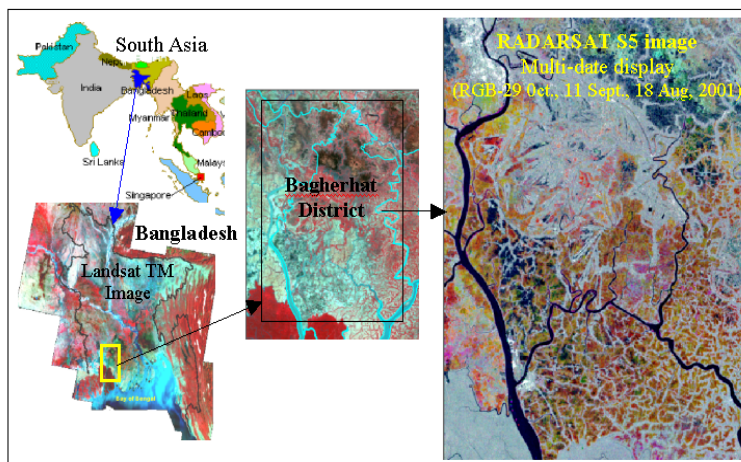 South Asia
Pakistan
Nepal
India
Bangladesh
Laos
Myanmar
Thailand
Cambod
Sri Lanka
Malays
Singapore
Bangladesh
Landsat TM
Image
Bay of Bengal
Bagherhat
District
RADARSAT S5 image
Multi-date display
(RGB-29 Oct., 11 Sept., 18 Aug, 2001)